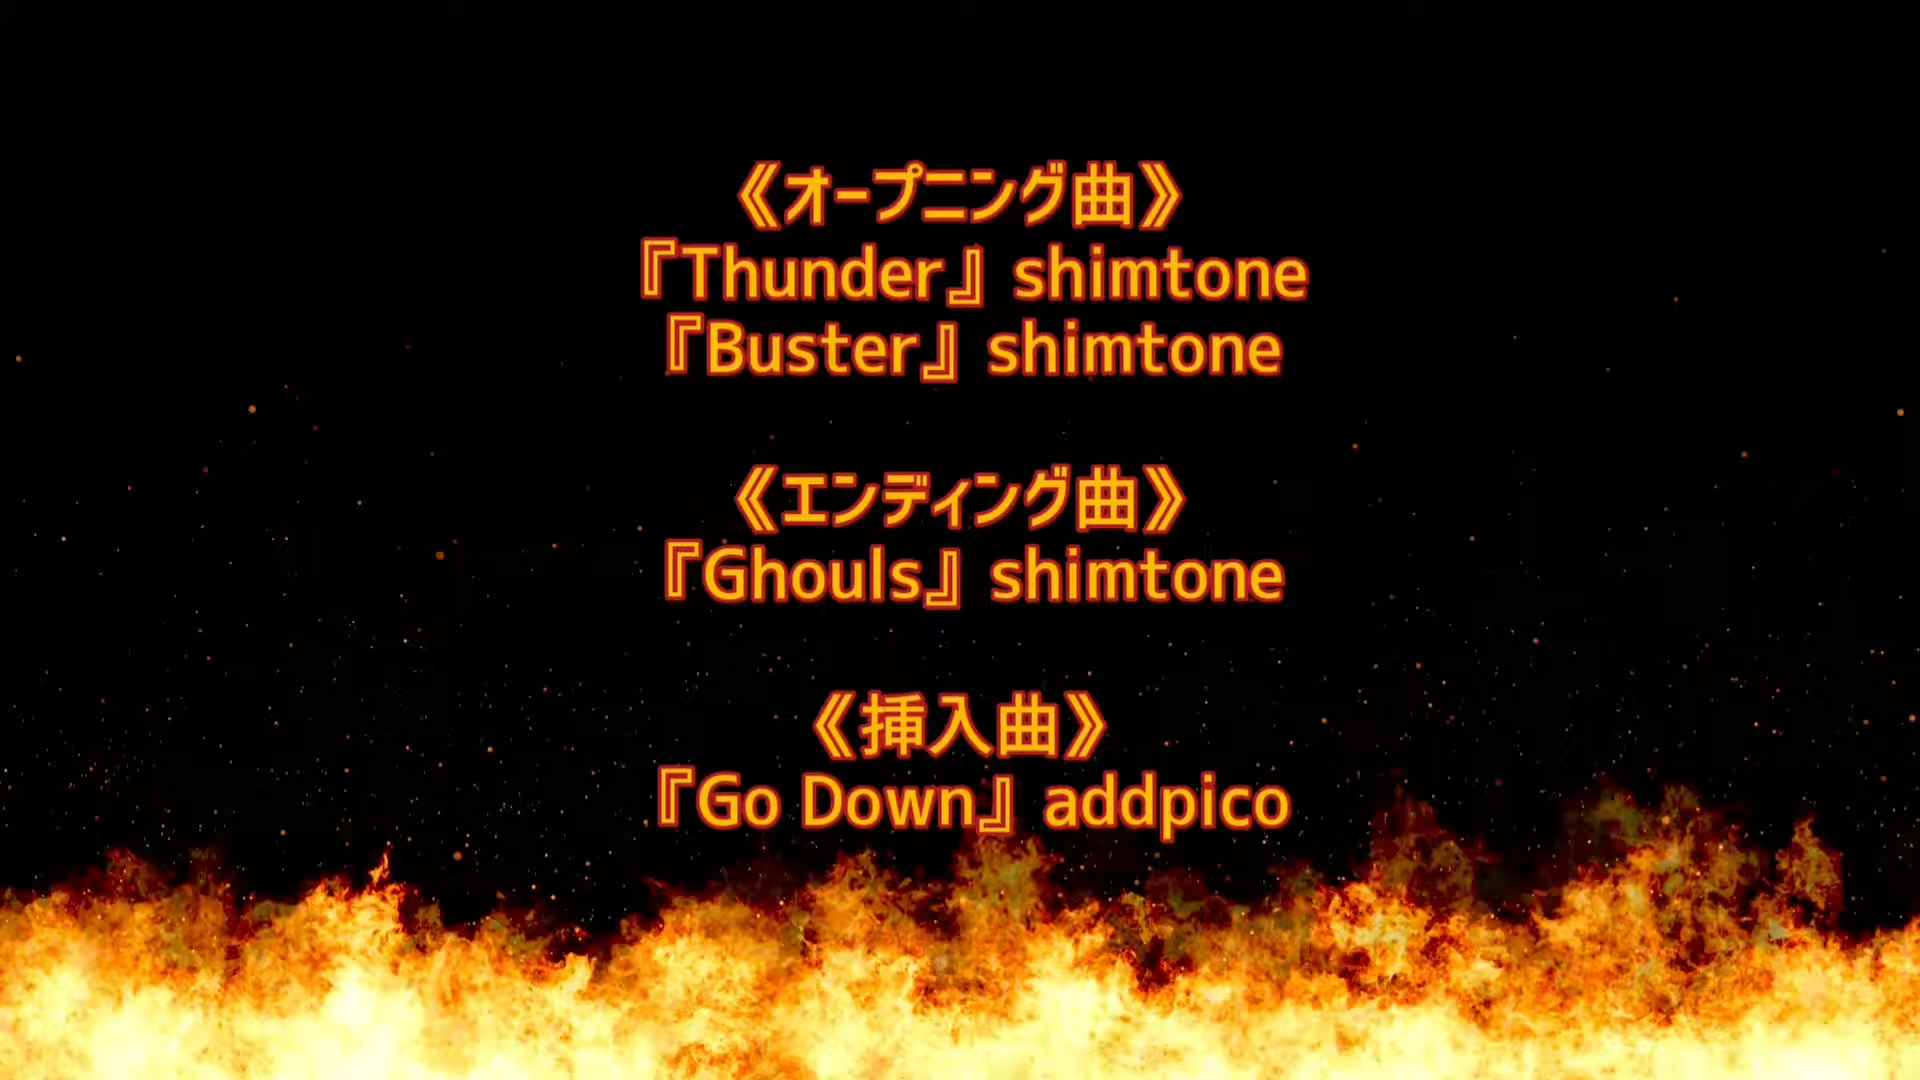 《オープニング曲》
『Thunder』shimtone
『Buster』shimtone
《エンディング曲》
『Ghouls』shimtone
《挿入曲》
『Go Down』addpico